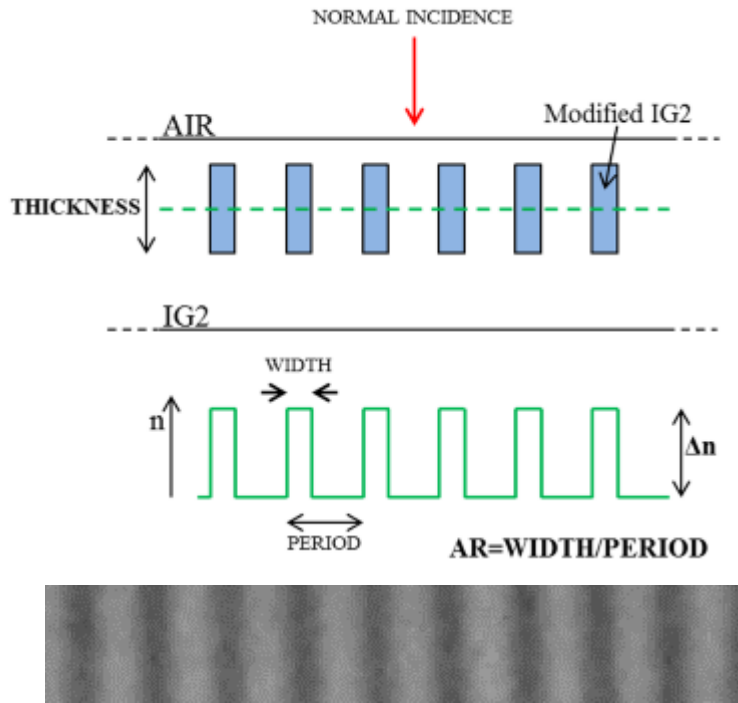 NORMAL INCIDENCE
AIR
Modified IG2
THICKNESS
IG2
WIDTH
n
Δn
PERIOD
AR=WIDTH/PERIOD